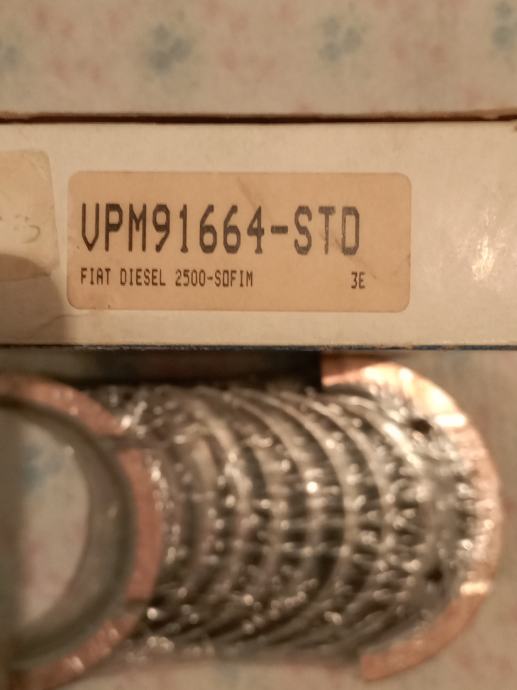 VPM91664-STD
FIAT DIESEL 2500-SOFIM 3E